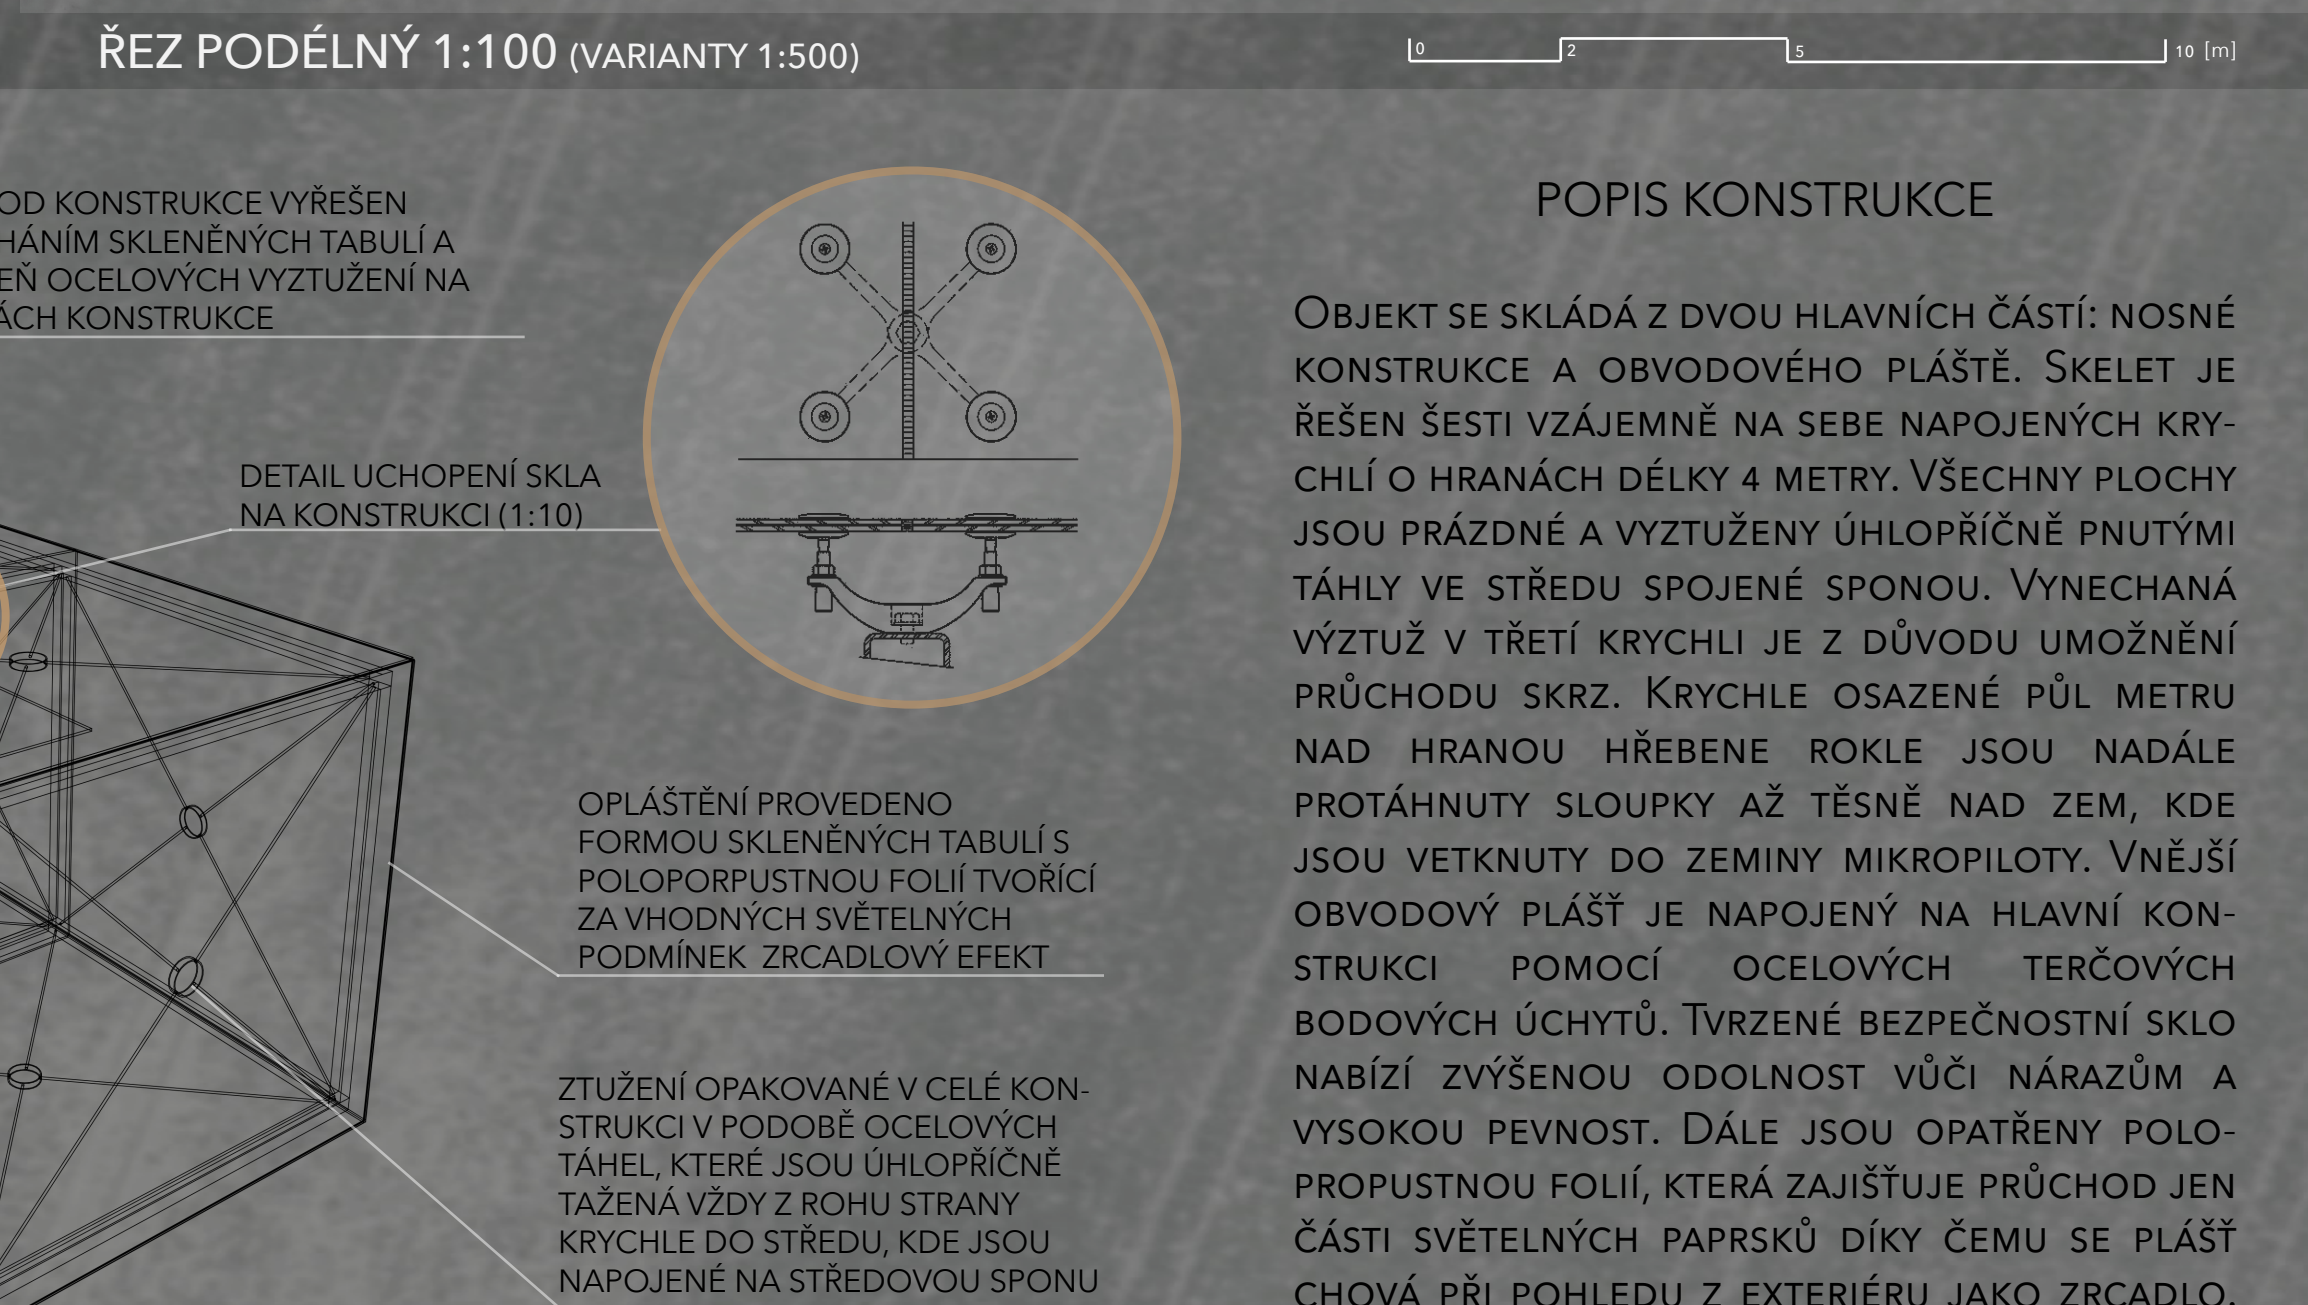 ŘEZ PODÉLNÝ 1:100 (VARIANTY 1:500)
0 2 5 10 [m]
OD KONSTRUKCE VYŘEŠEN
HÁNÍM SKLENĚNÝCH TABULÍ A
EŇ OCELOVÝCH VYZTUŽENÍ NA
ÁCH KONSTRUKCE
DETAIL UCHOPENÍ SKLA
NA KONSTRUKCI (1:10)
OPLÁŠTĚNÍ PROVEDENO
FORMOU SKLENĚNÝCH TABULÍ S
POLOPORPUSTNOU FOLIÍ TVOŘÍCÍ
ZA VHODNÝCH SVĚTELNÝCH
PODMÍNEK ZRCADLOVÝ EFEKT
ZTUŽENÍ OPAKOVANÉ V CELÉ KON-
STRUKCI V PODOBĚ OCELOVÝCH
TÁHEL, KTERÉ JSOU ÚHLOPŘÍČNĚ
TAŽENÁ VŽDY Z ROHU STRANY
KRYCHLE DO STŘEDU, KDE JSOU
NAPOJENÉ NA STŘEDOVOU SPONU
POPIS KONSTRUKCE
OBJEKT SE SKLÁDÁ Z DVOU HLAVNÍCH ČÁSTÍ: NOSNÉ
KONSTRUKCE A OBVODOVÉHO PLÁŠTĚ. SKELET JE
ŘEŠEN ŠESTI VZÁJEMNĚ NA SEBE NAPOJENÝCH KRY-
CHLÍ O HRANÁCH DÉLKY 4 METRY. VŠECHNY PLOCHY
JSOU PRÁZDNÉ A VYZTUŽENY ÚHLOPŘÍČNĚ PNUTÝMI
TÁHLY VE STŘEDU SPOJENÉ SPONOU. VYNECHANÁ
VÝZTUŽ V TŘETÍ KRYCHLI JE Z DŮVODU UMOŽNĚNÍ
PRŮCHODU SKRZ. KRYCHLE OSAZENÉ PŮL METRU
NAD HRANOU HŘEBENE ROKLE JSOU NADÁLE
PROTÁHNUTY SLOUPKY AŽ TĚSNĚ NAD ZEM, KDE
JSOU VETKNUTY DO ZEMINY MIKROPILOTY. VNĚJŠÍ
OBVODOVÝ PLÁŠŤ JE NAPOJENÝ NA HLAVNÍ KON-
STRUKCI POMOCÍ OCELOVÝCH TERČOVÝCH
BODOVÝCH ÚCHYTŮ. TVRZENÉ BEZPEČNOSTNÍ SKLO
NABÍZÍ ZVÝŠENOU ODOLNOST VŮČI NÁRAZŮM A
VYSOKOU PEVNOST. DÁLE JSOU OPATŘENY POLO-
PROPUSTNOU FOLIÍ, KTERÁ ZAJIŠŤUJE PRŮCHOD JEN
ČÁSTI SVĚTELNÝCH PAPRSKŮ DÍKY ČEMU SE PLÁŠŤ
CHOVÁ PŘI POHLEDU Z EXTERIÉRU JAKO ZRCADLO.